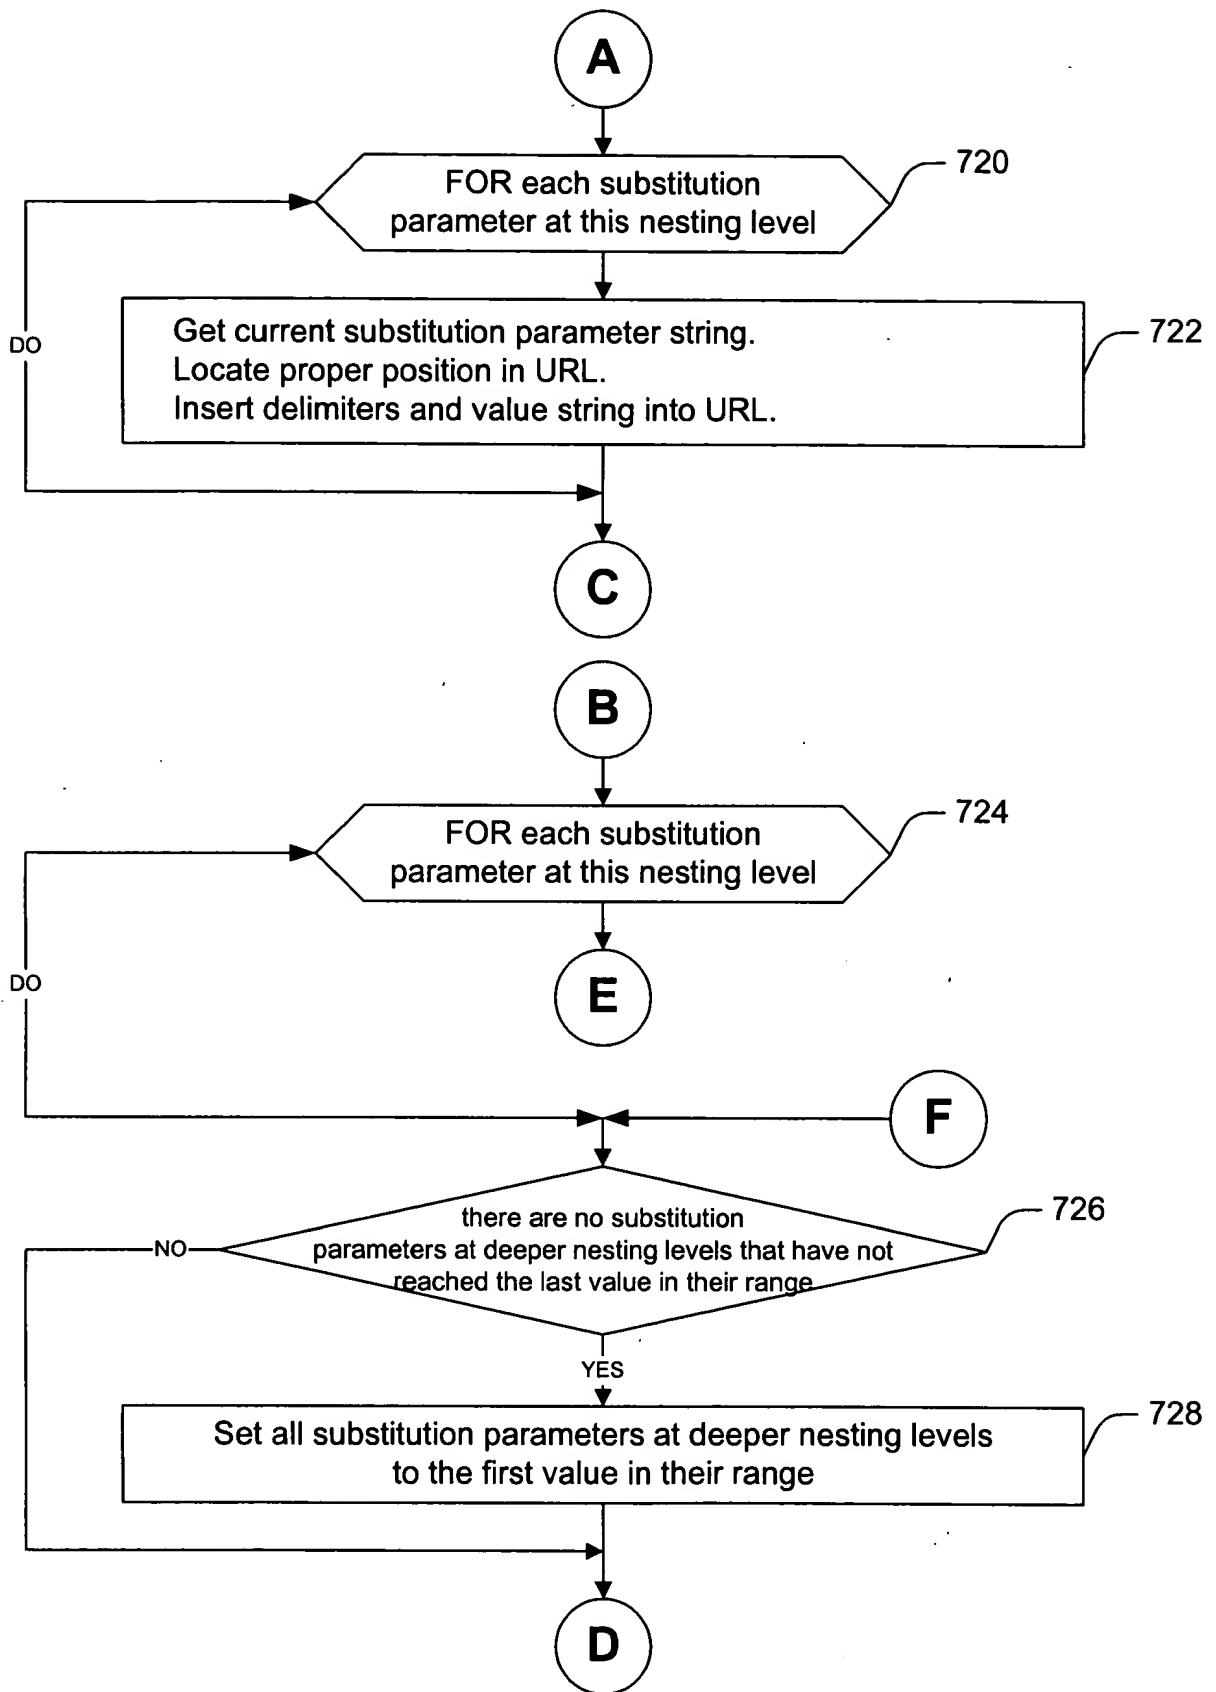 A
FOR each substitution
parameter at this nesting level
720
Get current substitution parameter string.
Locate proper position in URL.
Insert delimiters and value string into URL.
722
DO
C
B
FOR each substitution
parameter at this nesting level
724
E
DO
F
there are no substitution
parameters at deeper nesting levels that have not
reached the last value in their range
726
NO
YES
Set all substitution parameters at deeper nesting levels
to the first value in their range
728
D